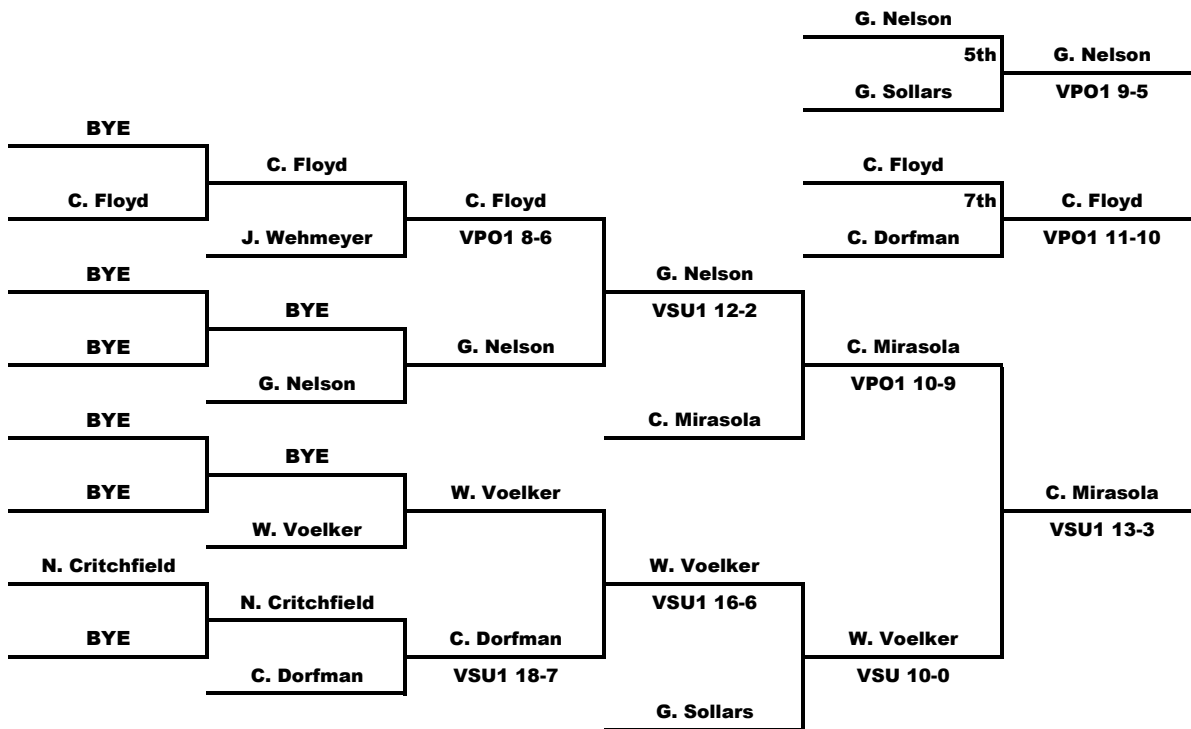 G. Nelson
5th
G. Nelson
G. Sollars
VPO1 9-5
BYE
C. Floyd
C. Floyd
C. Floyd
C. Floyd
7th
C. Floyd
J. Wehmeyer
VPO1 8-6
C. Dorfman
VPO1 11-10
BYE
G. Nelson
BYE
VSU1 12-2
BYE
G. Nelson
C. Mirasola
G. Nelson
VPO1 10-9
BYE
C. Mirasola
BYE
BYE
W. Voelker
C. Mirasola
W. Voelker
VSU1 13-3
N. Critchfield
W. Voelker
N. Critchfield
VSU1 16-6
BYE
C. Dorfman
W. Voelker
C. Dorfman
VSU1 18-7
VSU 10-0
G. Sollars